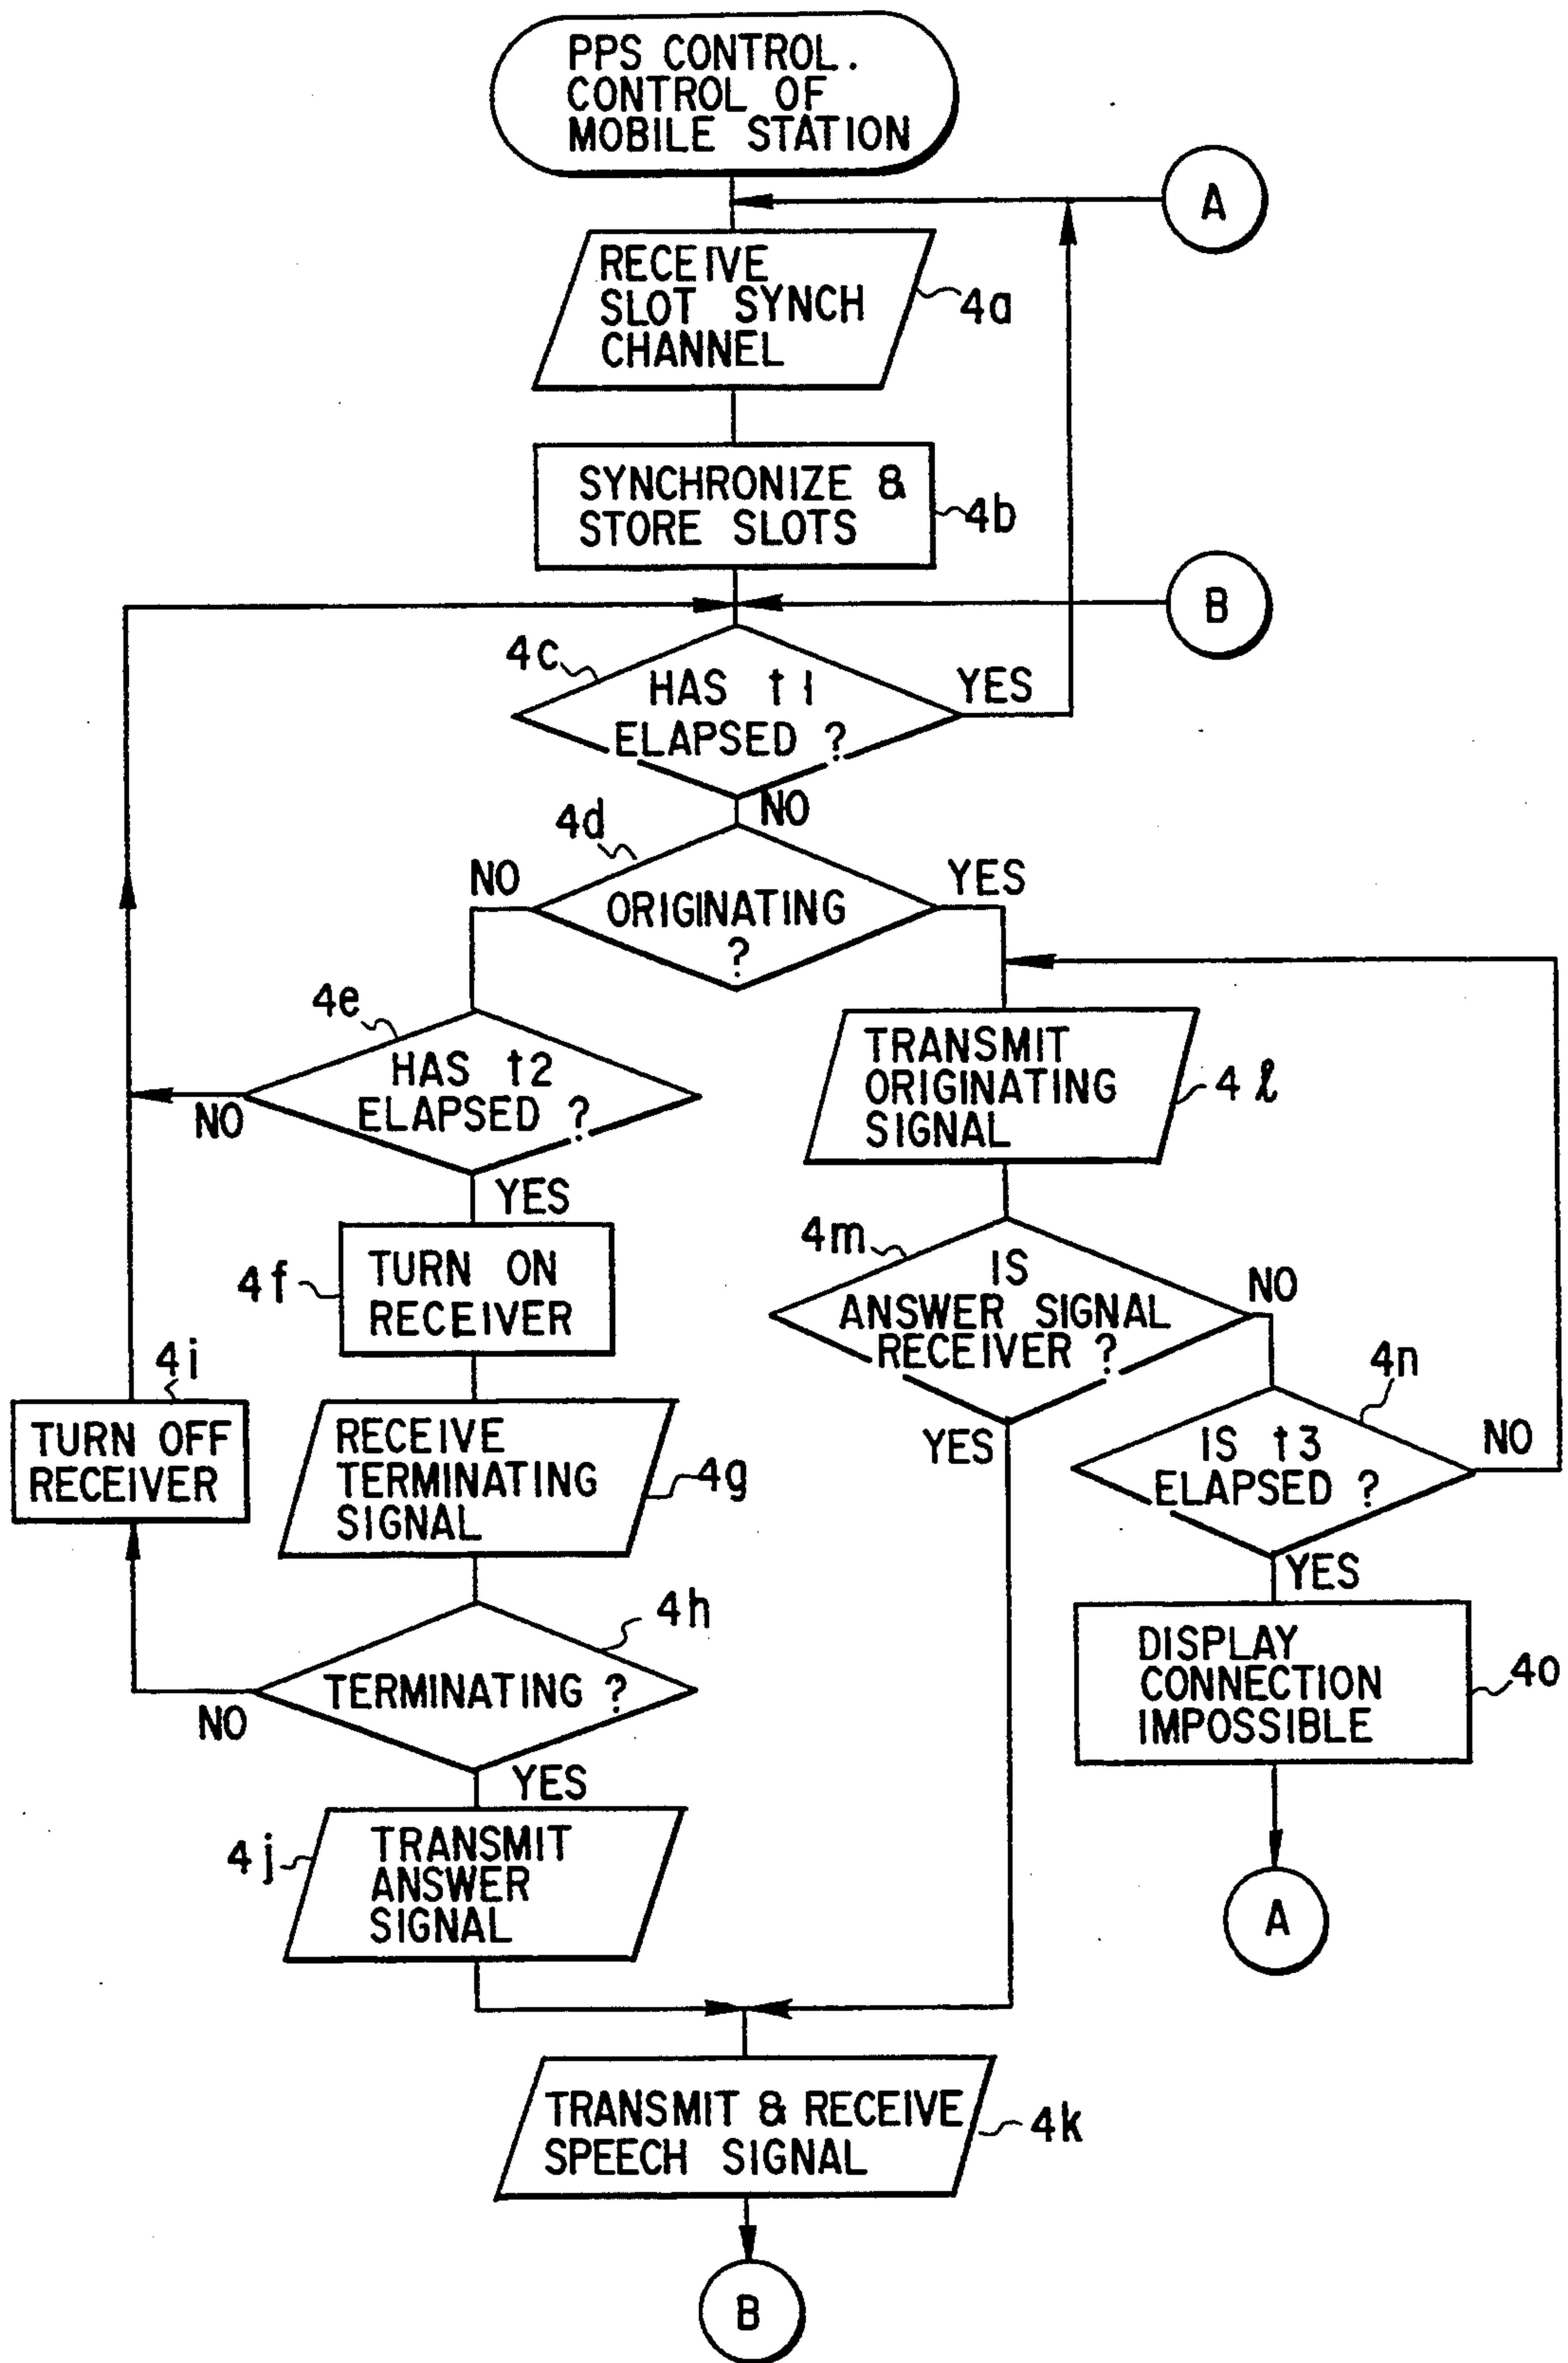 PPS CONTROL.
CONTROL OF
MOBILE STATION
A
RECEIVE
SLOT SYNCH
CHANNEL
4a
SYNCHRONIZE &
STORE SLOTS
4b
B
4c
HAS t1
ELAPSED ?
YES
NO
4d
NO
ORIGINATING
?
YES
4e
HAS t2
ELAPSED ?
NO
YES
TRANSMIT
ORIGINATING
SIGNAL
4ℓ
4f
TURN ON
RECEIVER
4m
IS
ANSWER SIGNAL
RECEIVER ?
NO
YES
4i
TURN OFF
RECEIVER
RECEIVE
TERMINATING
SIGNAL
4g
4n
IS t3
ELAPSED ?
NO
YES
4h
TERMINATING ?
NO
YES
DISPLAY
CONNECTION
IMPOSSIBLE
4o
4j
TRANSMIT
ANSWER
SIGNAL
A
TRANSMIT & RECEIVE
SPEECH SIGNAL
4k
B